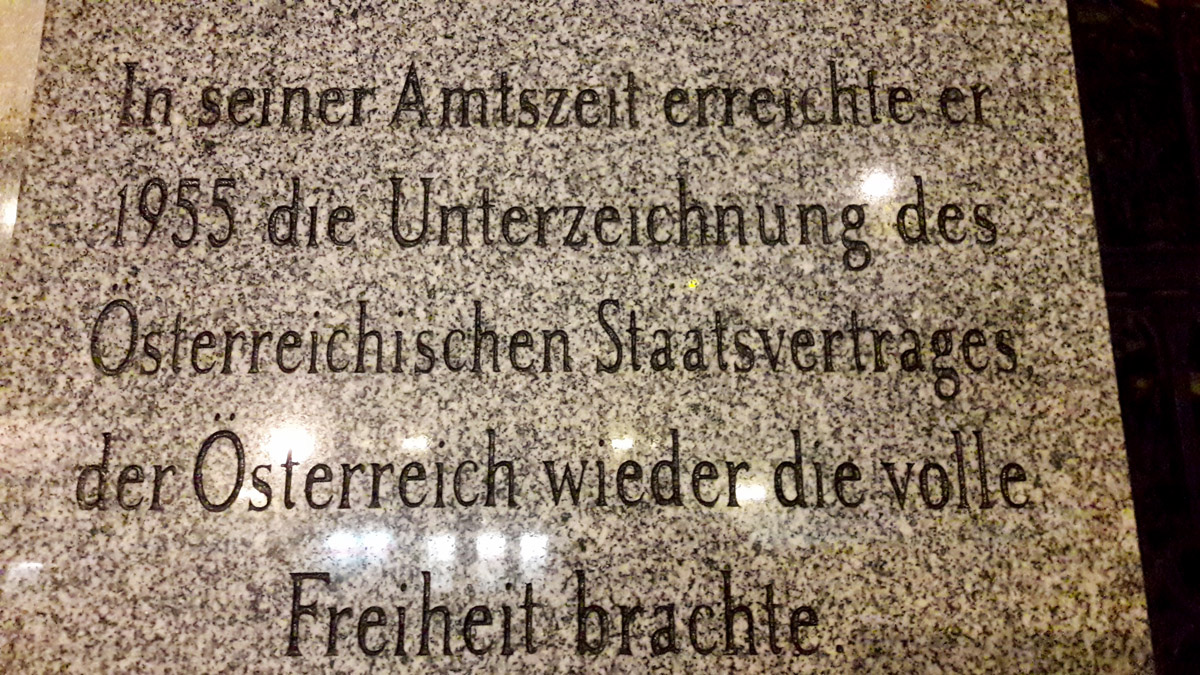 In seiner Amtszeit erreichte er
1955 die Unterzeichnung des
Österreichischen Staatsvertrages,
der Österreich wieder die volle
Freiheit brachte.